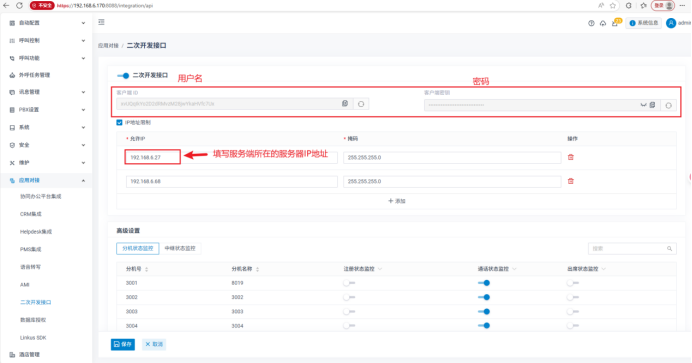 不安全 https://192.168.6.170:8088/integration/api
登录
自动配置
呼叫控制
呼叫功能
外呼任务管理
讯息管理
PBX设置
系统
安全
维护
应用对接
协同办公平台集成
CRM集成
Helpdesk集成
PMS集成
语音转写
AMI
二次开发接口
数据库授权
Linkus SDK
酒店管理
系统信息
admin
应用对接 / 二次开发接口
二次开发接口
用户名
密码
客户端 ID
客户端密钥
IP地址限制
* 允许IP
* 掩码
操作
192.168.6.27
填写服务端所在的服务器IP地址
255.255.255.0
192.168.6.68
255.255.255.0
+ 添加
高级设置
分机状态监控
中继状态监控
搜索
分机号
分机名称
注册状态监控
通话状态监控
出席状态监控
3001
8019
3002
3002
3003
3003
3004
3004
保存
取消